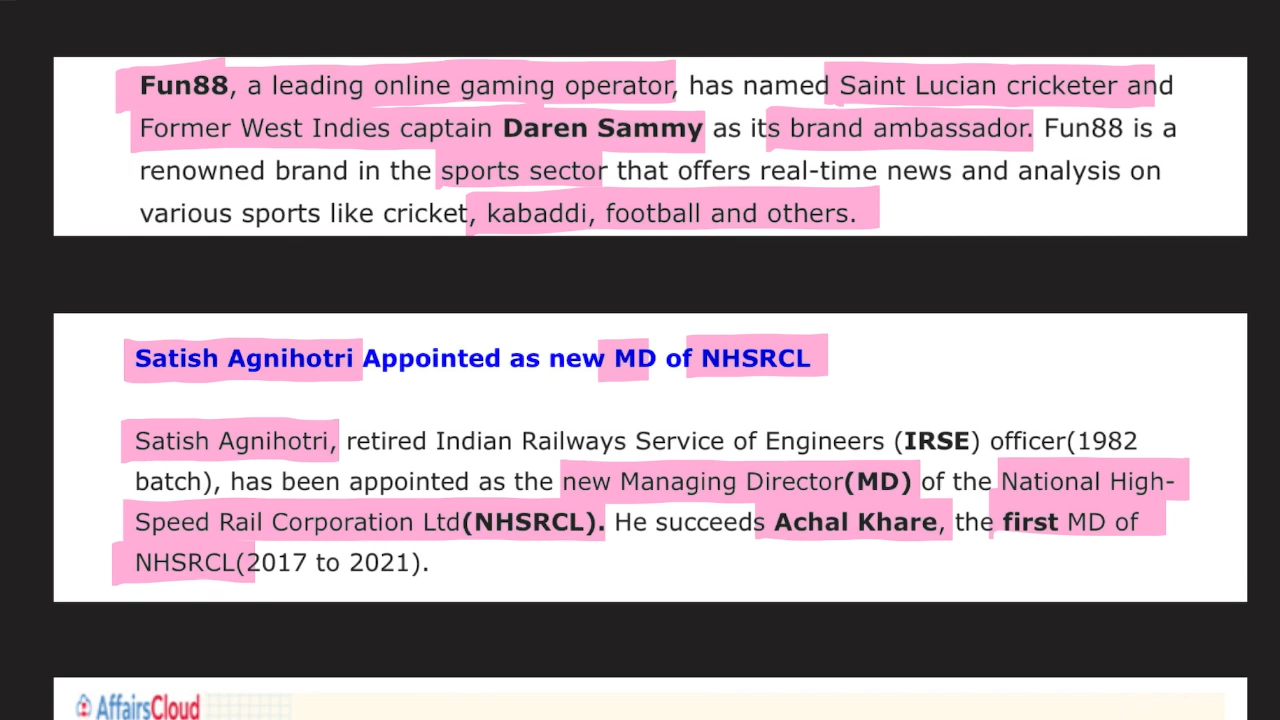 Fun88, a leading online gaming operator, has named Saint Lucian cricketer and
Former West Indies captain Daren Sammy as its brand ambassador. Fun88 is a
renowned brand in the sports sector that offers real-time news and analysis on
various sports like cricket, kabaddi, football and others.
Satish Agnihotri Appointed as new MD of NHSRCL
Satish Agnihotri, retired Indian Railways Service of Engineers (IRSE) officer(1982
batch), has been appointed as the new Managing Director(MD) of the National High-
Speed Rail Corporation Ltd(NHSRCL). He succeeds Achal Khare, the first MD of
NHSRCL(2017 to 2021).
AffairsCloud